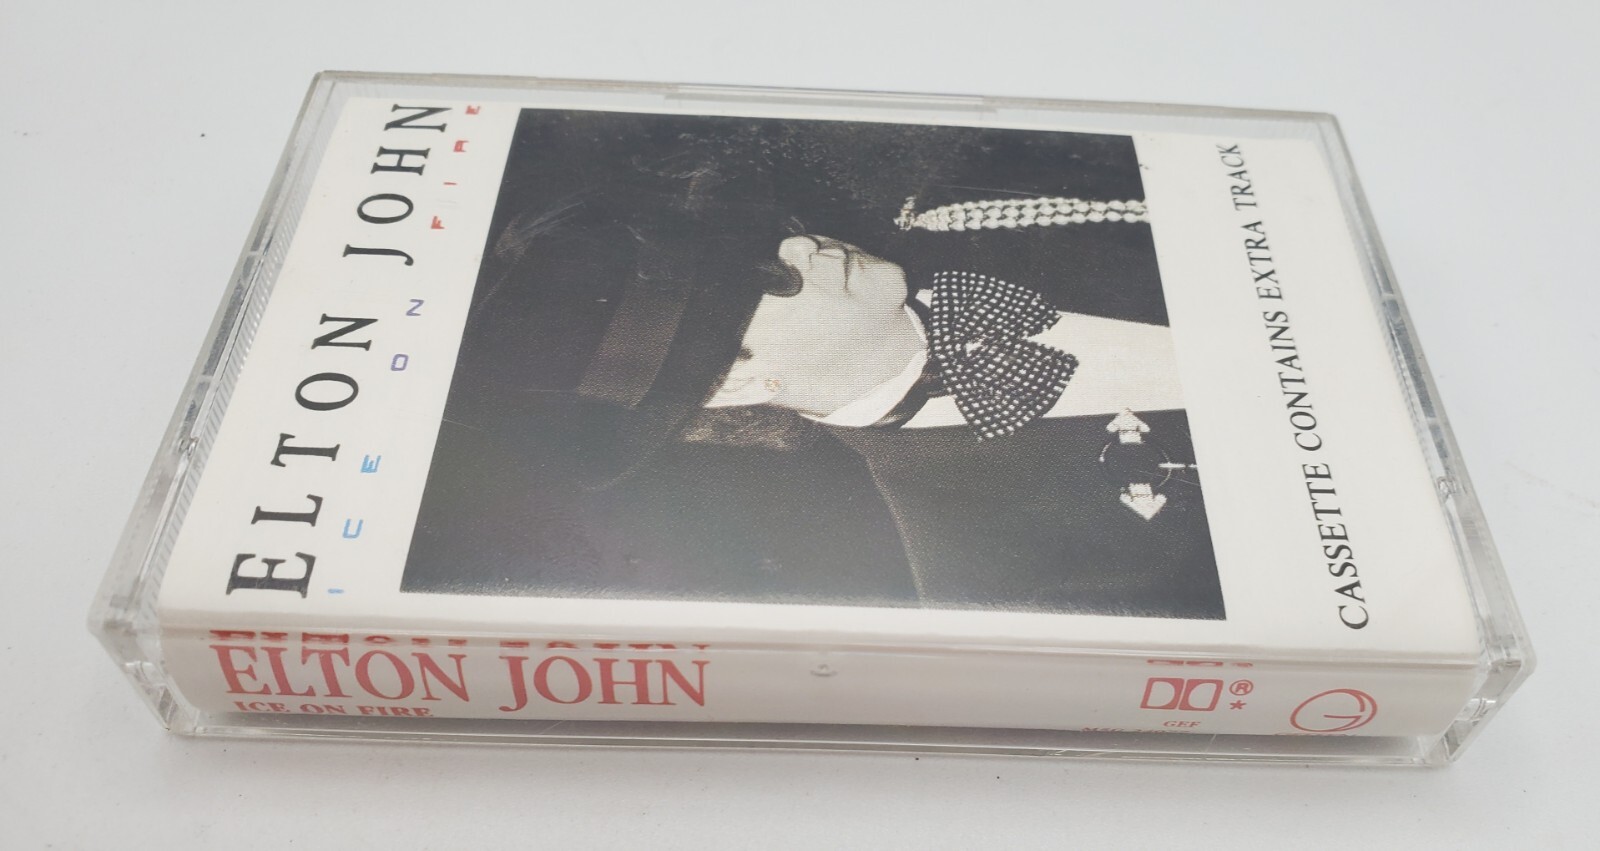 ELTON JOHN
ICE ON FIRE
CASSETTE CONTAINS EXTRA TRACK
ELTON JOHN
ICE ON FIRE
®
*
GEF
G